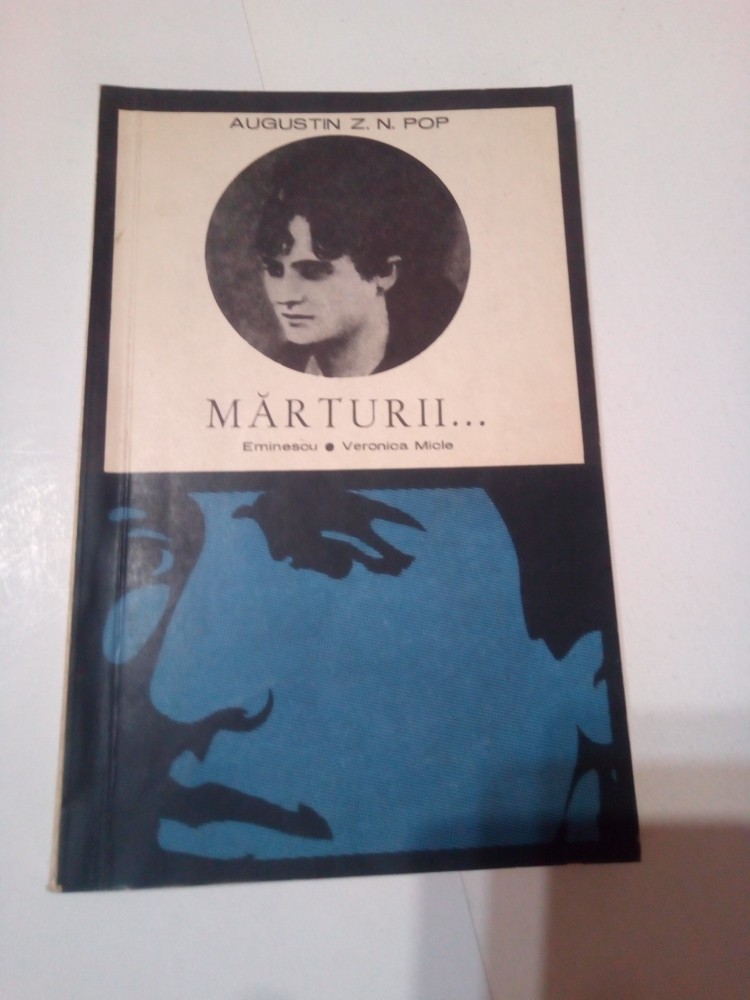 AUGUSTIN Z. N. POP
MĂRTURII...
Eminescu ● Veronica Micle